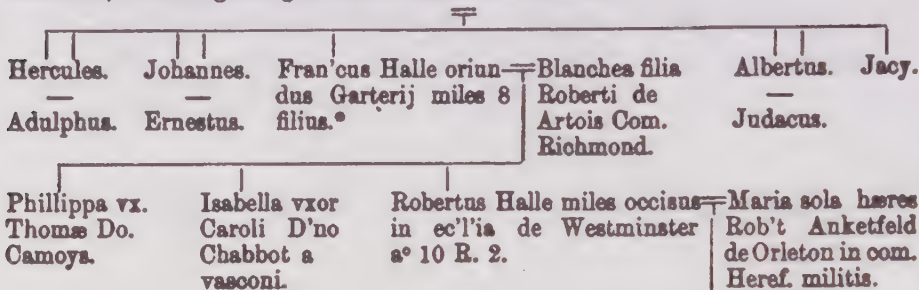 Hercules.
—
Adulphus.
Johannes.
—
Ernestus.
Fran'cus Halle oriun
dus Garterij miles 8
filius.*
Blanchea filia
Roberti de
Artois Com.
Richmond.
Albertus.
—
Judacus.
Jacy.
Phillippa vx.
Thomæ Do.
Camoya.
Isabella vxor
Caroli D'no
Chabbot a
vasconi.
Robertus Halle miles occisus
in ec'l'ia de Westminster
aº 10 R. 2.
Maria sola hæres
Rob't Anketfeld
de Orleton in com.
Heref. militis.